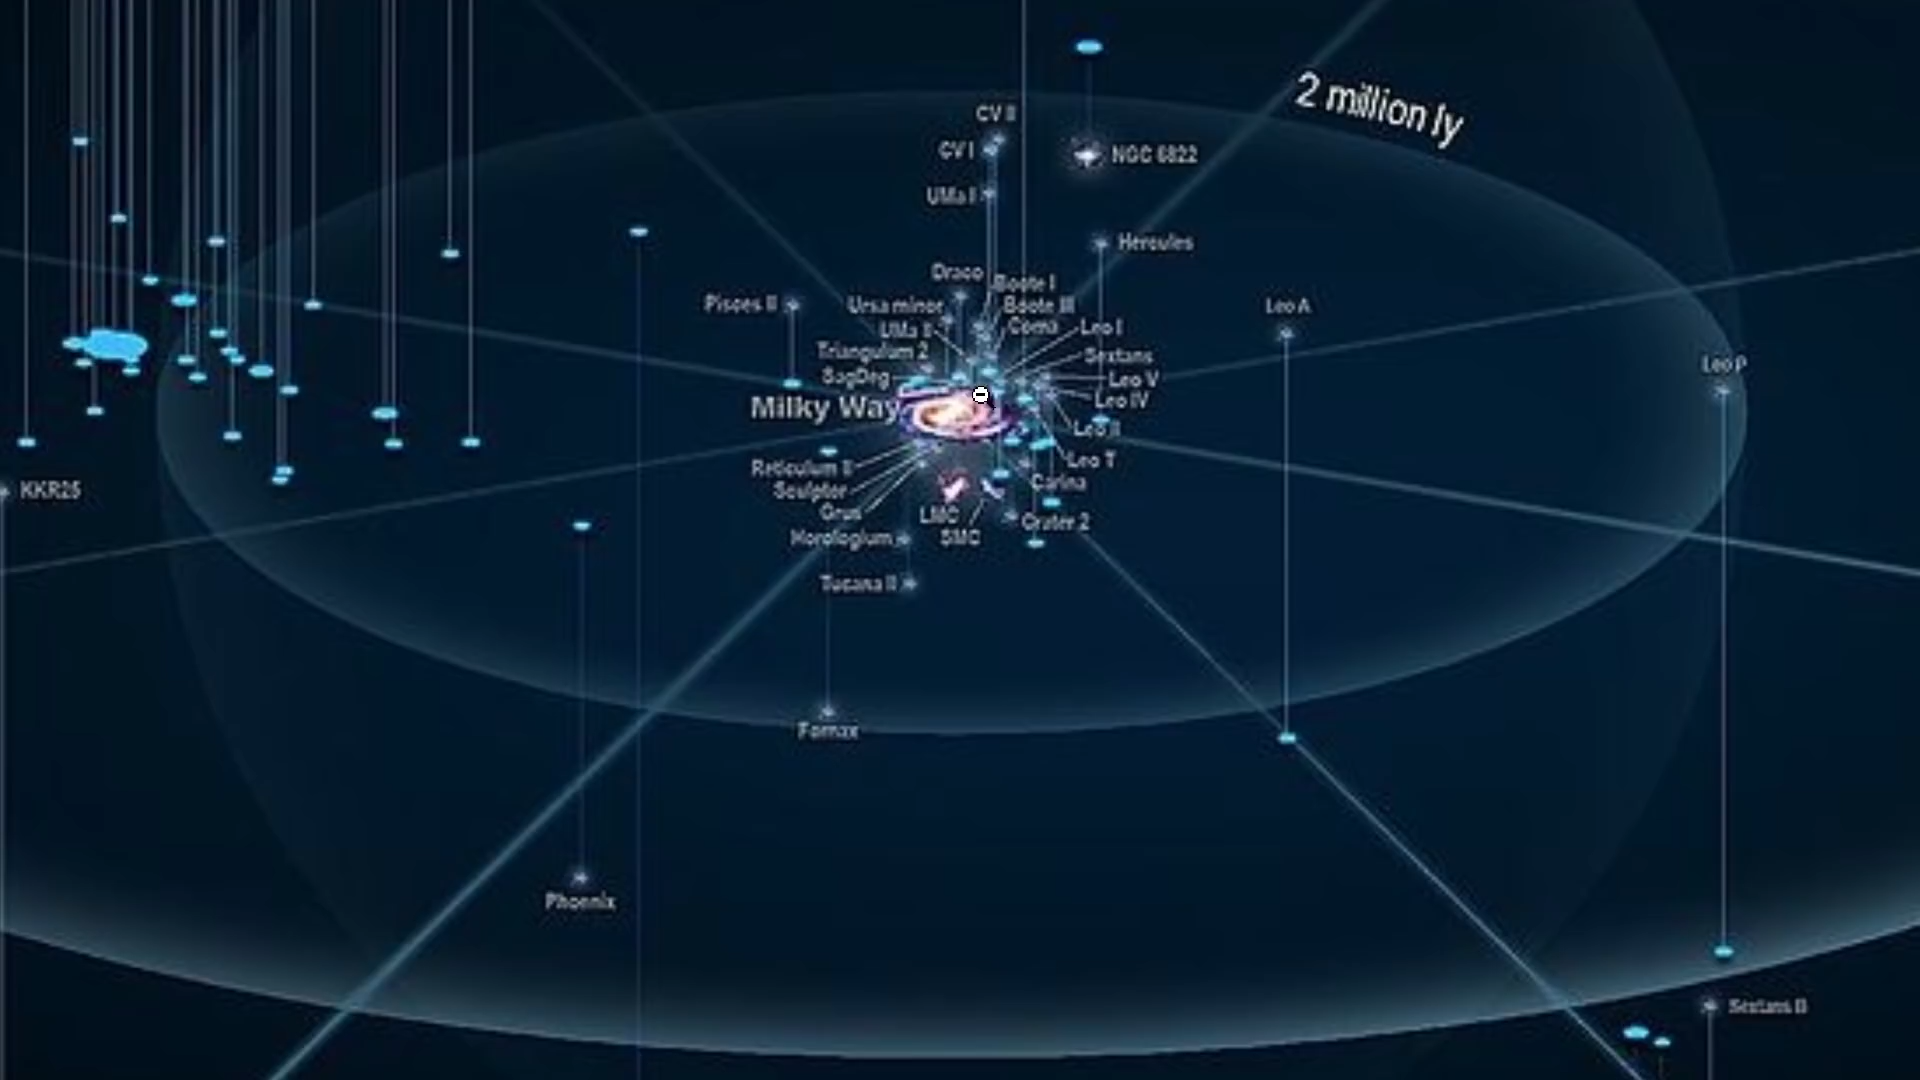 2 million ly
CV II
CV I
NGC 6822
UMa I
Hercules
Draco
Boote I
Pisces II
Ursa minor
Boote III
Leo A
UMa II
Coma
Leo I
Triangulum 2
Sextans
Leo P
SagDeg
Leo V
Milky Way
Leo IV
Leo II
Reticulum II
Leo T
Sculptor
Carina
KKR25
Grus
LMC
Crater 2
Horologium
SMC
Tucana II
Fornax
Phoenix
Sextans B